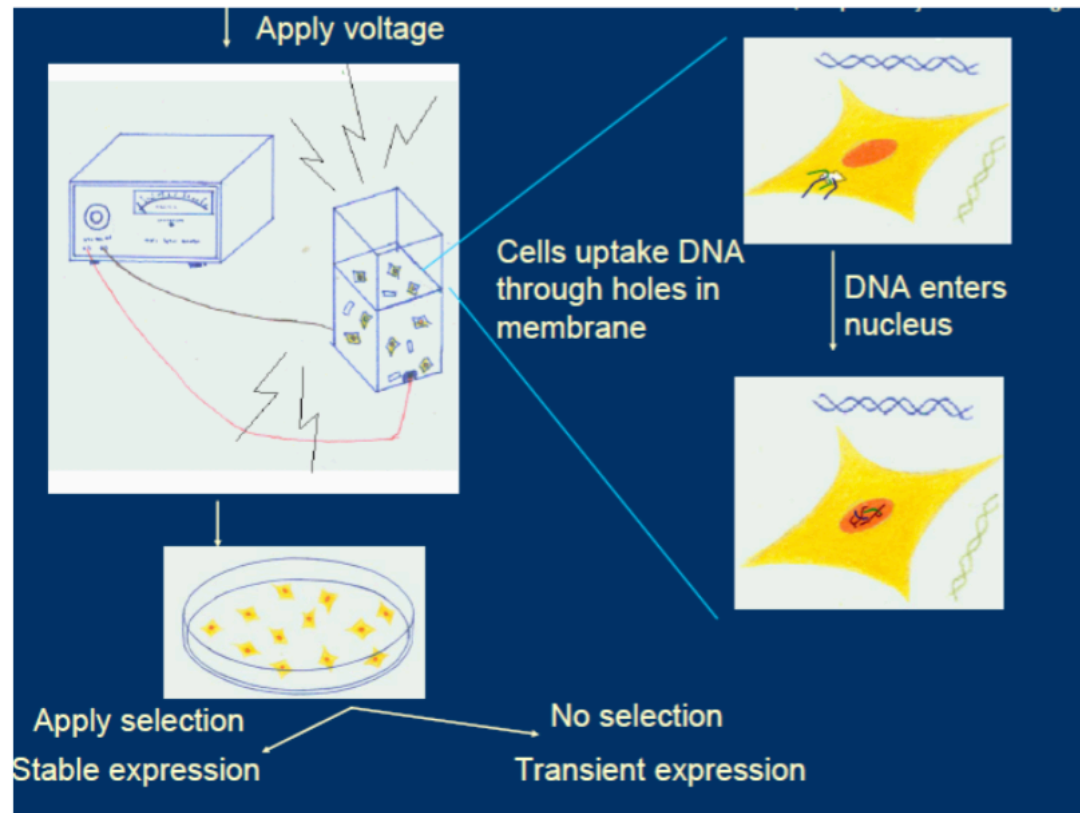 Apply voltage
Cells uptake DNA
through holes in
membrane
DNA enters
nucleus
Apply selection
No selection
Stable expression
Transient expression